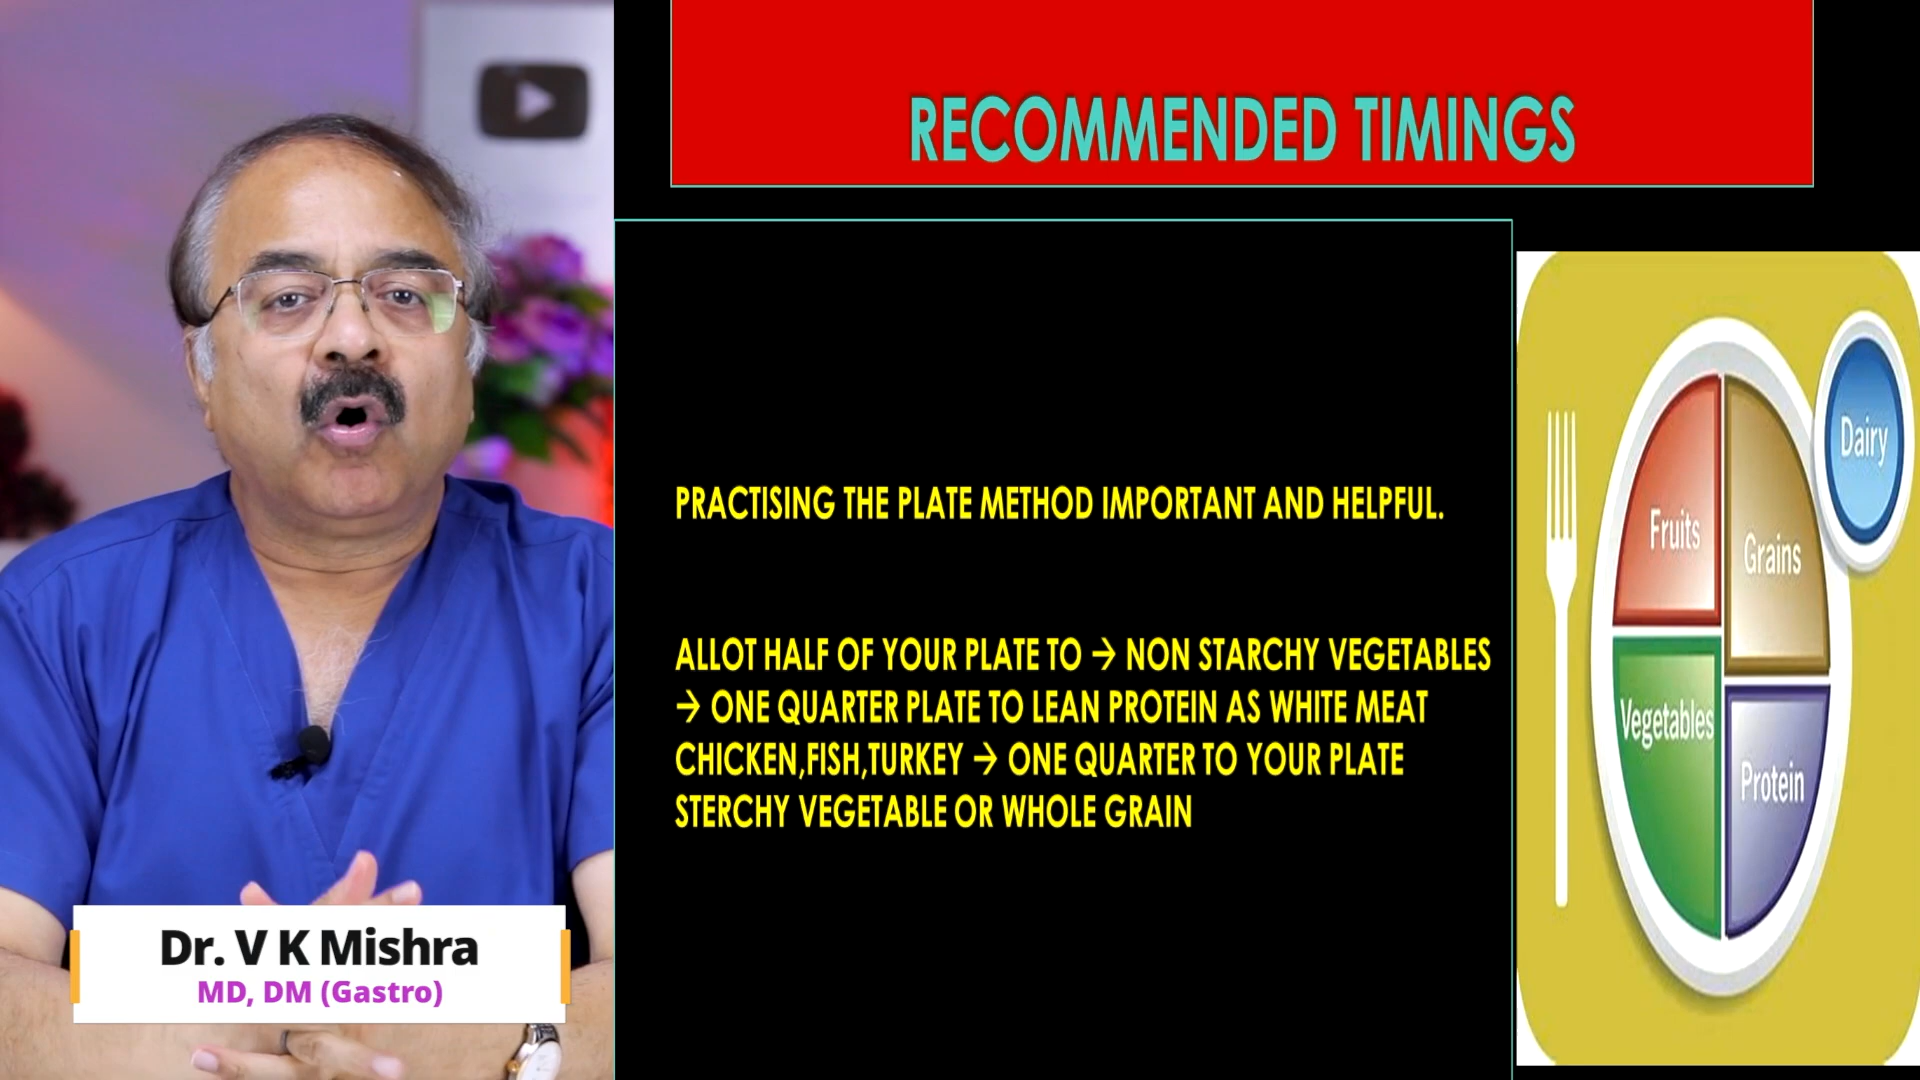 RECOMMENDED TIMINGS
PRACTISING THE PLATE METHOD IMPORTANT AND HELPFUL.
ALLOT HALF OF YOUR PLATE TO → NON STARCHY VEGETABLES
→ ONE QUARTER PLATE TO LEAN PROTEIN AS WHITE MEAT
CHICKEN,FISH,TURKEY → ONE QUARTER TO YOUR PLATE
STERCHY VEGETABLE OR WHOLE GRAIN
Dairy
Fruits
Grains
Vegetables
Protein
Dr. V K Mishra
MD, DM (Gastro)